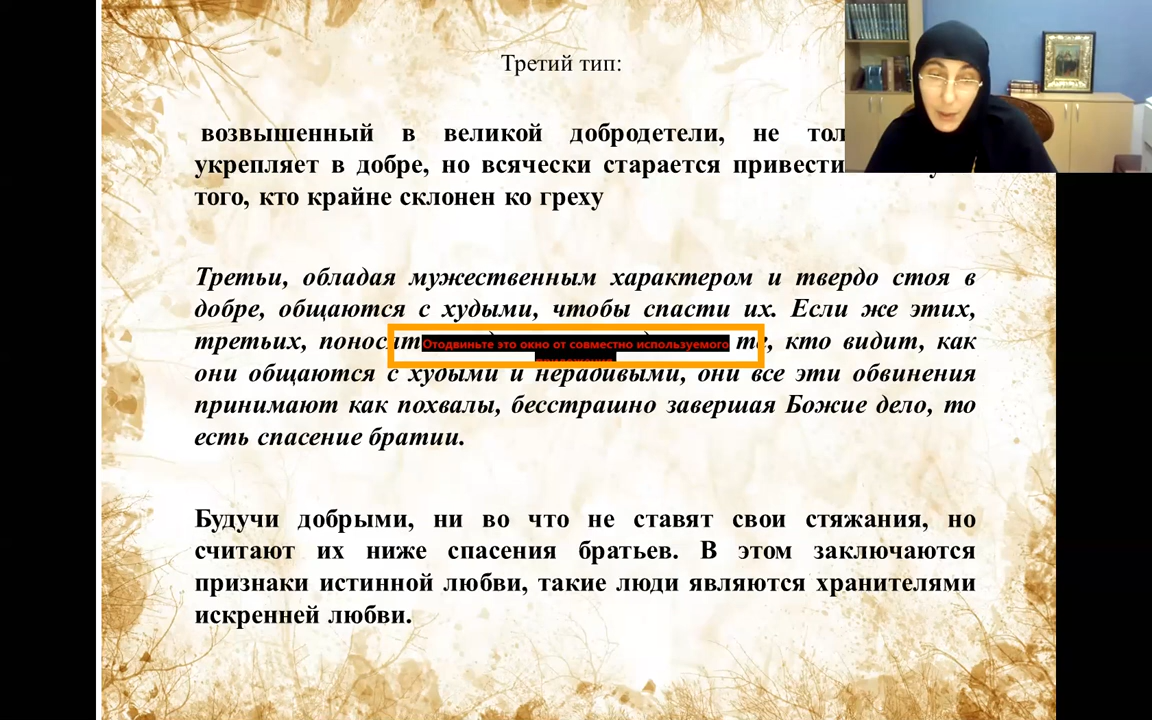 Третий тип:
возвышенный в великой добродетели, не
укрепляет в добре, но всячески старается привести
того, кто крайне склонен ко греху
Третьи, обладая мужественным характером и твердо стоя в
добре, общаются с худыми, чтобы спасти их. Если же этих,
третьих, Отодвиньте это окно от совместно используемого кто видит, как
приложения
они общаются с худыми и нерадивыми, они все эти обвинения
принимают как похвалы, бесстрашно завершая Божие дело, то
есть спасение братии.
Будучи добрыми, ни во что не ставят свои стяжания, но
считают их ниже спасения братьев. В этом заключаются
признаки истинной любви, такие люди являются хранителями
искренней любви.